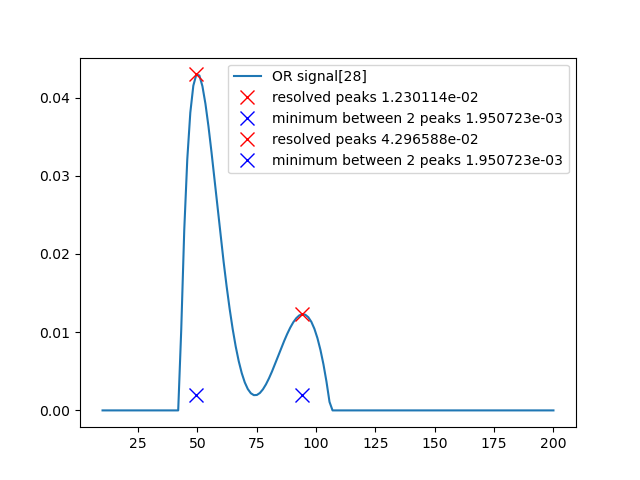 OR signal[28]
resolved peaks 1.230114e-02
minimum between 2 peaks 1.950723e-03
resolved peaks 4.296588e-02
minimum between 2 peaks 1.950723e-03
0.04
0.03
0.02
0.01
0.00
25 50 75 100 125 150 175 200